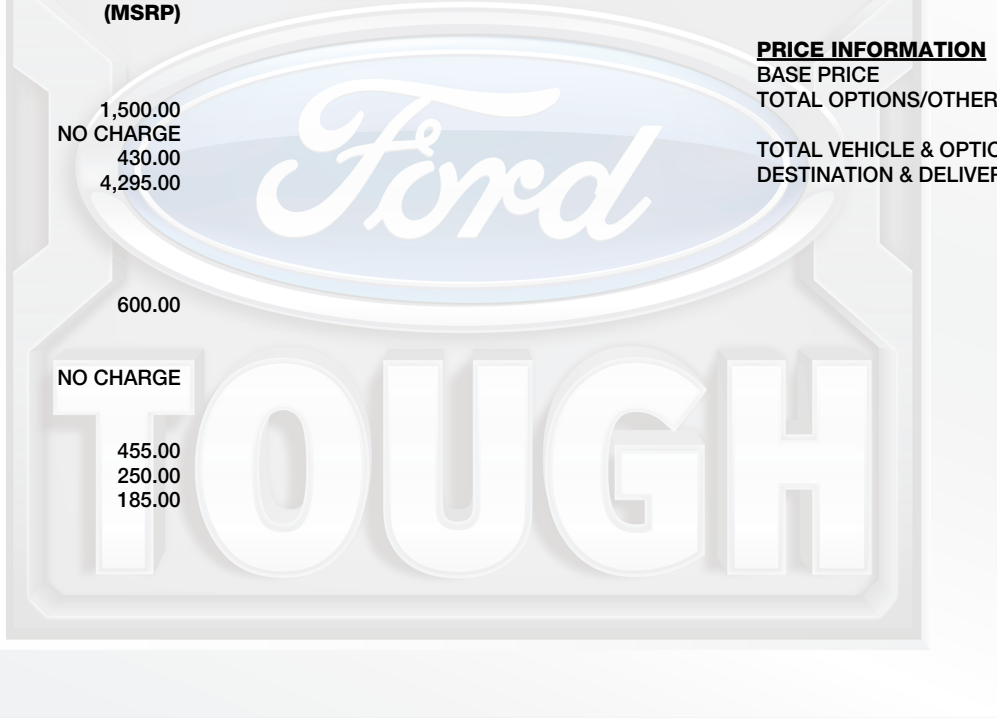 (MSRP)
1,500.00
NO CHARGE
430.00
4,295.00
600.00
NO CHARGE
455.00
250.00
185.00
PRICE INFORMATION
BASE PRICE
TOTAL OPTIONS/OTHER
TOTAL VEHICLE & OPTIO
DESTINATION & DELIVER
Ford
TOUGH